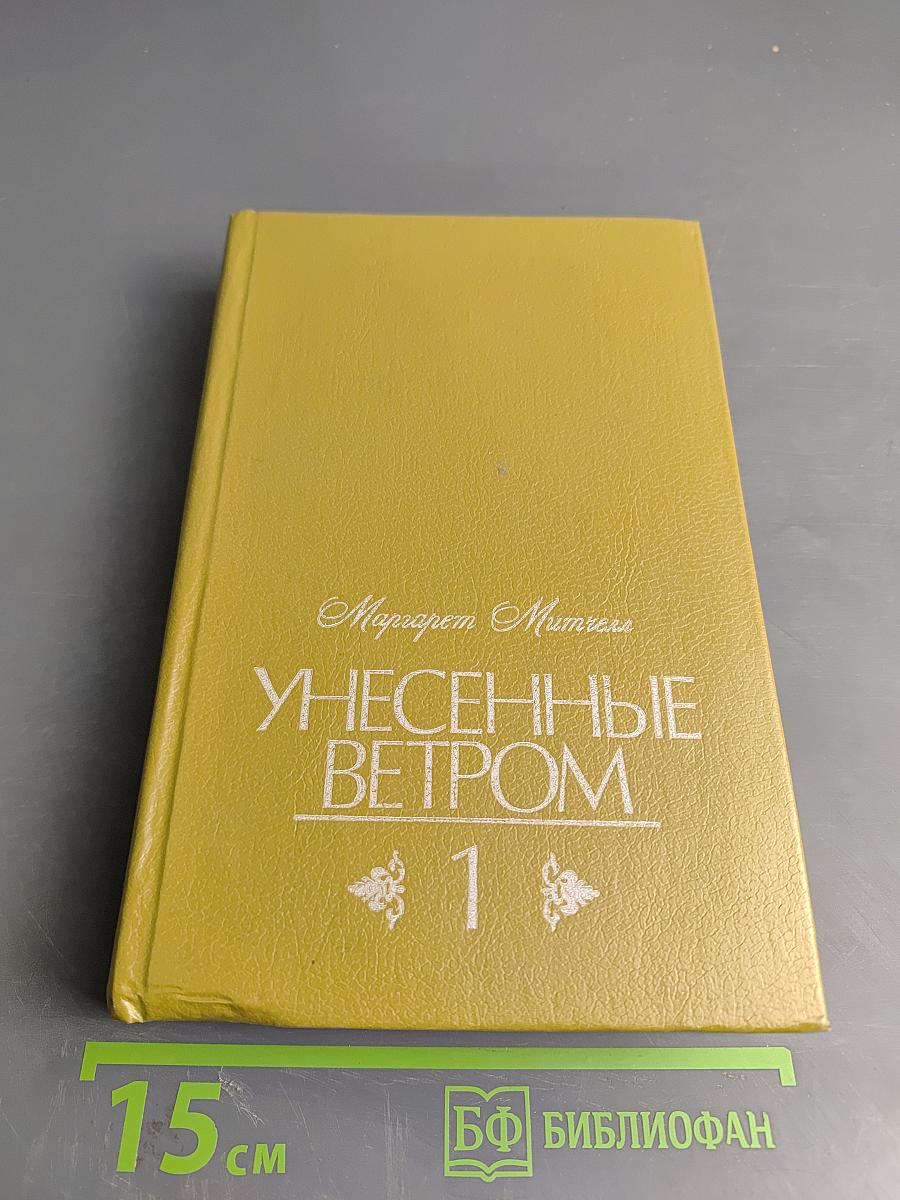 Маргарет Митчелл
УНЕСЕННЫЕ
ВЕТРОМ
1
15 см
БФ БИБЛИОФАН